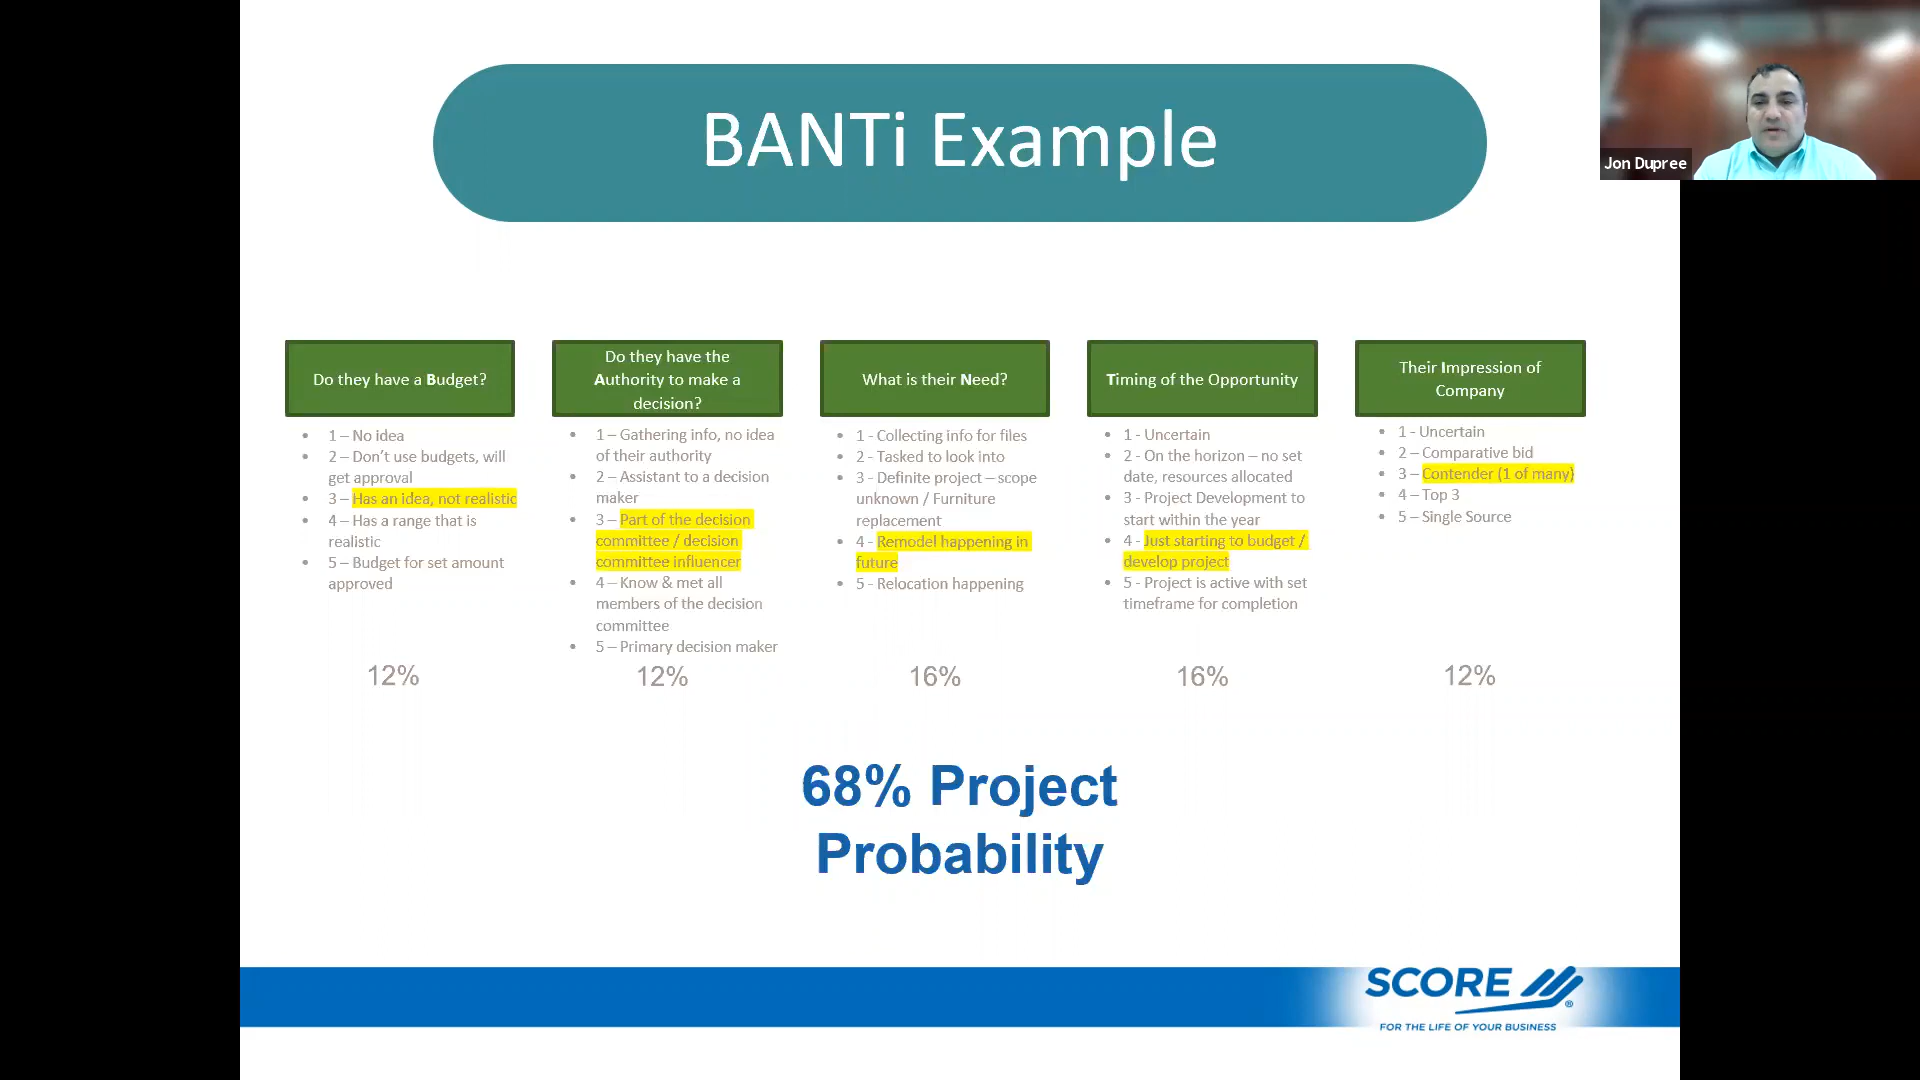 BANTi Example
Jon Dupree
Do they have a Budget?
1 – No idea
2 – Don't use budgets, will
get approval
3 – Has an idea, not realistic
4 – Has a range that is
realistic
5 – Budget for set amount
approved
12%
Do they have the
Authority to make a
decision?
1 – Gathering info, no idea
of their authority
2 – Assistant to a decision
maker
3 – Part of the decision
committee / decision
committee influencer
4 – Know & met all
members of the decision
committee
5 – Primary decision maker
12%
What is their Need?
1 - Collecting info for files
2 - Tasked to look into
3 - Definite project – scope
unknown / Furniture
replacement
4 - Remodel happening in
future
5 - Relocation happening
16%
Timing of the Opportunity
1 - Uncertain
2 - On the horizon – no set
date, resources allocated
3 - Project Development to
start within the year
4 - Just starting to budget /
develop project
5 - Project is active with set
timeframe for completion
16%
Their Impression of
Company
1 - Uncertain
2 – Comparative bid
3 – Contender (1 of many)
4 – Top 3
5 – Single Source
12%
68% Project
Probability
SCORE ®
FOR THE LIFE OF YOUR BUSINESS